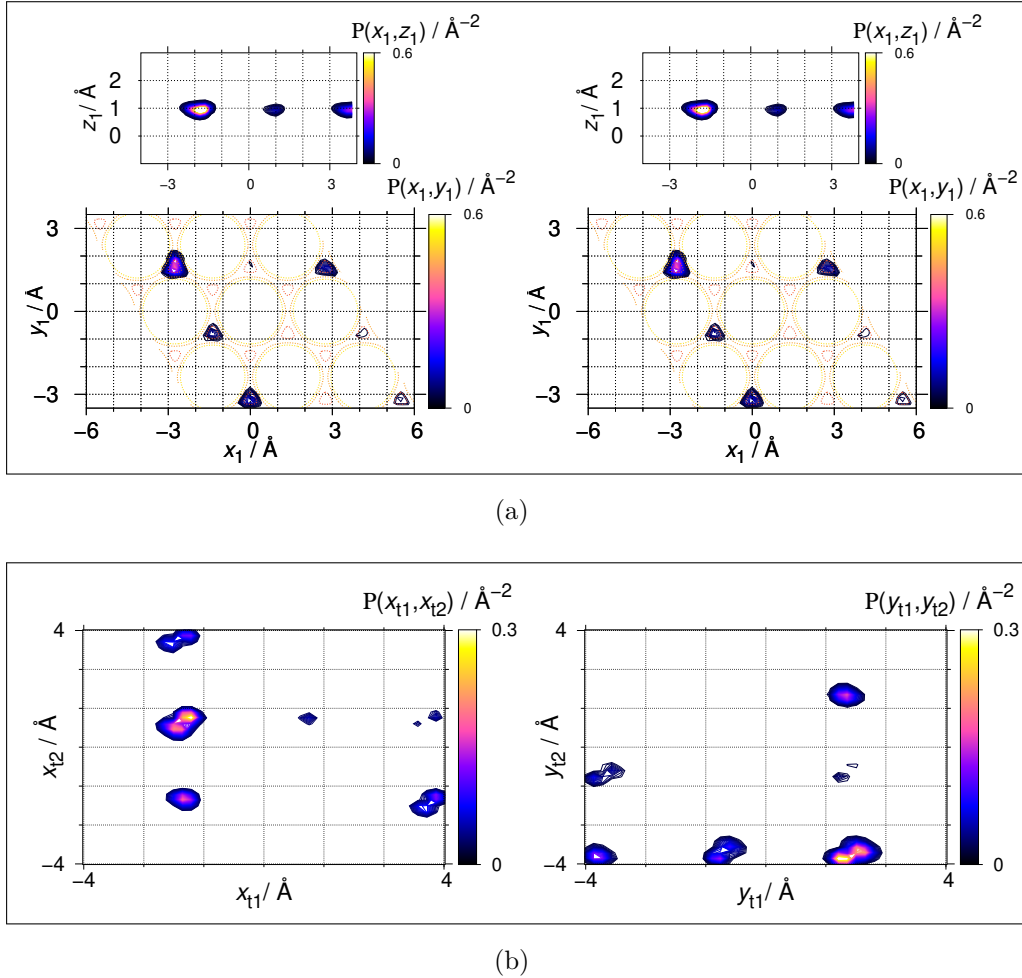 P(x₁,z₁) / Å⁻² P(x₁,z₁) / Å⁻²
0.6 0.6
2 2
z₁/ Å z₁/ Å
1 1
0 0
0 0
−3 0 3 −3 0 3
P(x₁,y₁) / Å⁻² P(x₁,y₁) / Å⁻²
0.6 0.6
3 3
y₁ / Å y₁ / Å
0 0
−3 −3
0 0
−6 −3 0 3 6 −6 −3 0 3 6
x₁ / Å x₁ / Å
(a)
P(xₜ₁,xₜ₂) / Å⁻² P(yₜ₁,yₜ₂) / Å⁻²
4 0.3 4 0.3
xₜ₂ / Å yₜ₂ / Å
−4 0 −4 0
−4 4 −4 4
xₜ₁/ Å yₜ₁/ Å
(b)